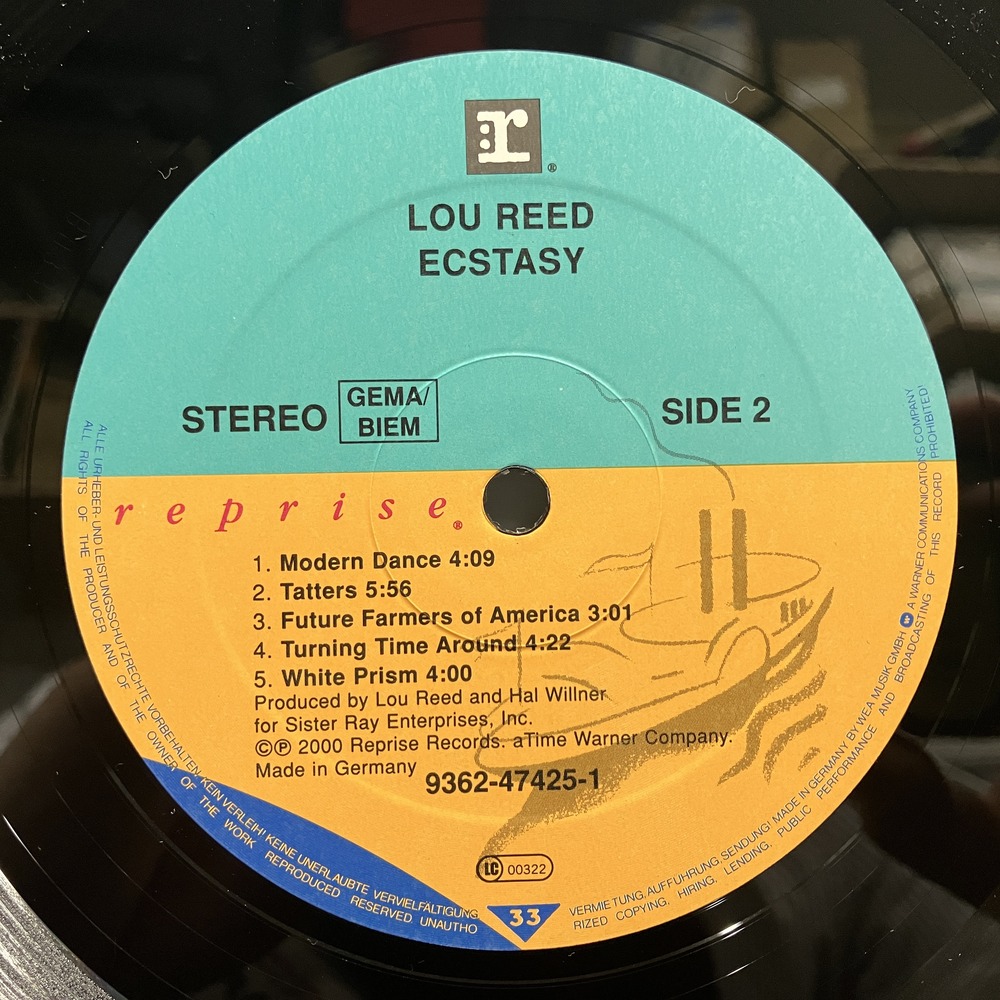 r®
LOU REED
ECSTASY
STEREO GEMA/
BIEM
SIDE 2
reprise®
1. Modern Dance 4:09
2. Tatters 5:56
3. Future Farmers of America 3:01
4. Turning Time Around 4:22
5. White Prism 4:00
Produced by Lou Reed and Hal Willner
for Sister Ray Enterprises, Inc.
©℗ 2000 Reprise Records. aTime Warner Company.
Made in Germany
9362-47425-1
LC 00322
33
ALLE URHEBER- UND LEISTUNGSSCHUTZRECHTE VORBEHALTEN. KEIN VERLEIH! KEINE UNERLAUBTE VERVIELFÄLTIGUNG
VERMIETUNG, AUFFÜHRUNG, SENDUNG! MADE IN GERMANY BY WEA MUSIK GMBH A WARNER COMMUNICATIONS COMPANY
ALL RIGHTS OF THE PRODUCER AND OF THE OWNER OF THE WORK REPRODUCED RESERVED UNAUTHO
RIZED COPYING, HIRING, LENDING, PUBLIC PERFORMANCE AND BROADCASTING OF THIS RECORD PROHIBITED!